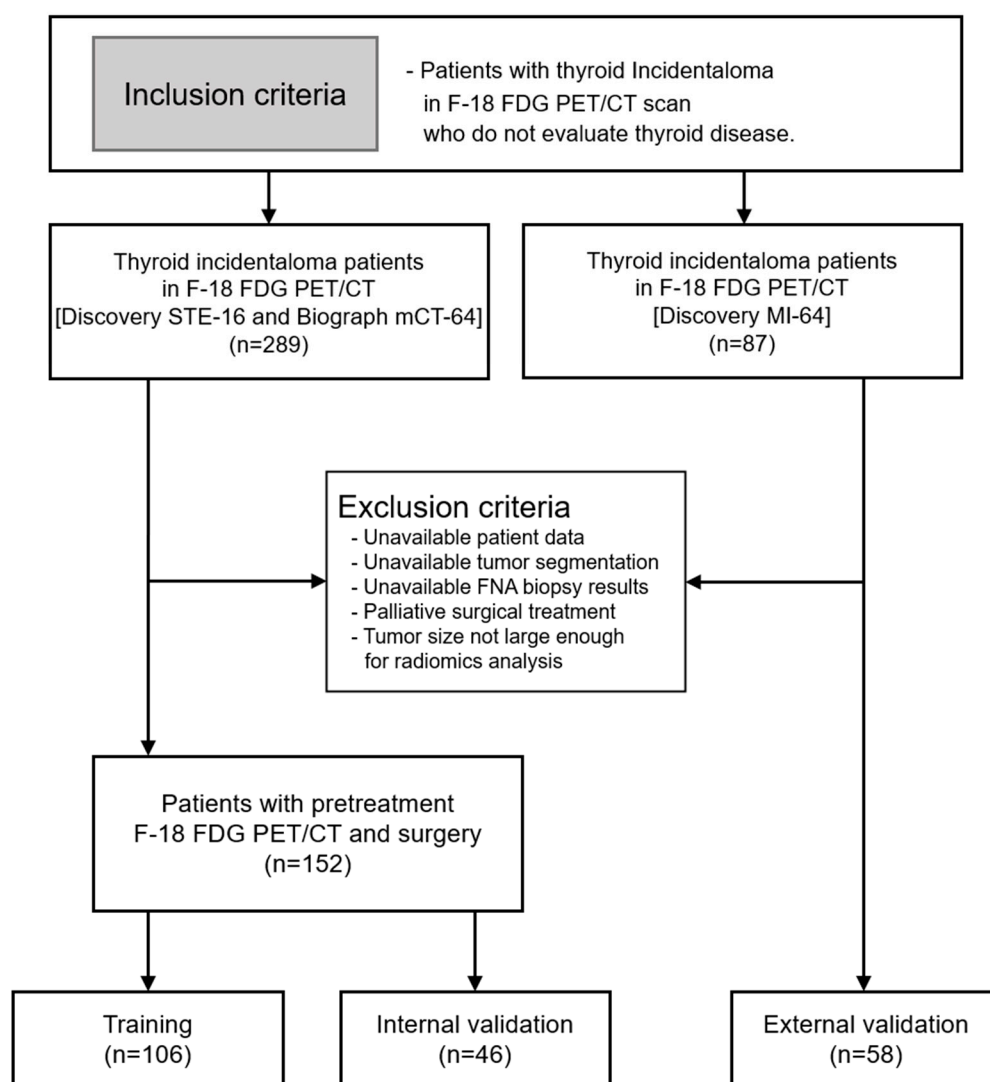 Inclusion criteria
- Patients with thyroid Incidentaloma
in F-18 FDG PET/CT scan
who do not evaluate thyroid disease.
Thyroid incidentaloma patients
in F-18 FDG PET/CT
[Discovery STE-16 and Biograph mCT-64]
(n=289)
Thyroid incidentaloma patients
in F-18 FDG PET/CT
[Discovery MI-64]
(n=87)
Exclusion criteria
- Unavailable patient data
- Unavailable tumor segmentation
- Unavailable FNA biopsy results
- Palliative surgical treatment
- Tumor size not large enough
for radiomics analysis
Patients with pretreatment
F-18 FDG PET/CT and surgery
(n=152)
Training
(n=106)
Internal validation
(n=46)
External validation
(n=58)